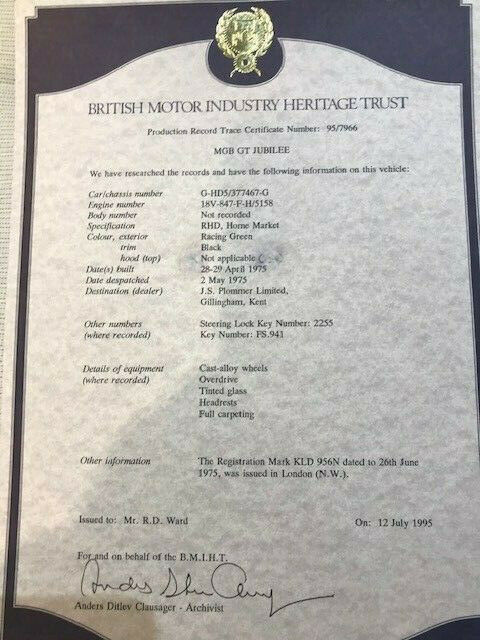 BRITISH MOTOR INDUSTRY HERITAGE TRUST
Production Record Trace Certificate Number: 95/7966
MGB GT JUBILEE
We have researched the records and have the following information on this vehicle:
Car/chassis number G-HD5/377467-G
Engine number 18V-847-F-H/5158
Body number Not recorded
Specification RHD, Home Market
Colour, exterior Racing Green
trim Black
hood (top) Not applicable
Date(s) built 28-29 April 1975
Date despatched 2 May 1975
Destination (dealer) J.S. Plommer Limited,
Gillingham, Kent
Other numbers Steering Lock Key Number: 2255
(where recorded) Key Number: FS.941
Details of equipment Cast-alloy wheels
(where recorded) Overdrive
Tinted glass
Headrests
Full carpeting
Other information The Registration Mark KLD 956N dated to 26th June
1975, was issued in London (N.W.).
Issued to: Mr. R.D. Ward On: 12 July 1995
For and on behalf of the B.M.I.H.T.
Anders Ditlev Clausager - Archivist